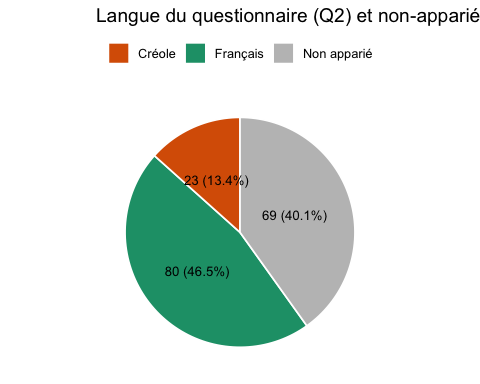 Langue du questionnaire (Q2) et non-apparié
Créole Français Non apparié
23 (13.4%)
69 (40.1%)
80 (46.5%)